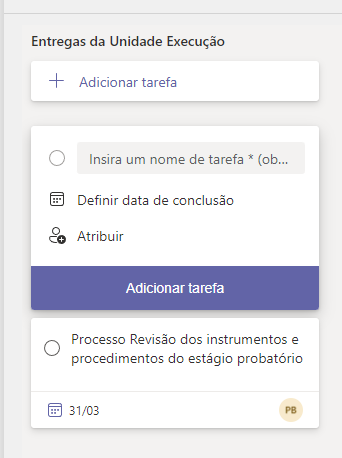 Entregas da Unidade Execução
Adicionar tarefa
Insira um nome de tarefa * (ob...
Definir data de conclusão
Atribuir
Adicionar tarefa
Processo Revisão dos instrumentos e
procedimentos do estágio probatório
31/03
PB